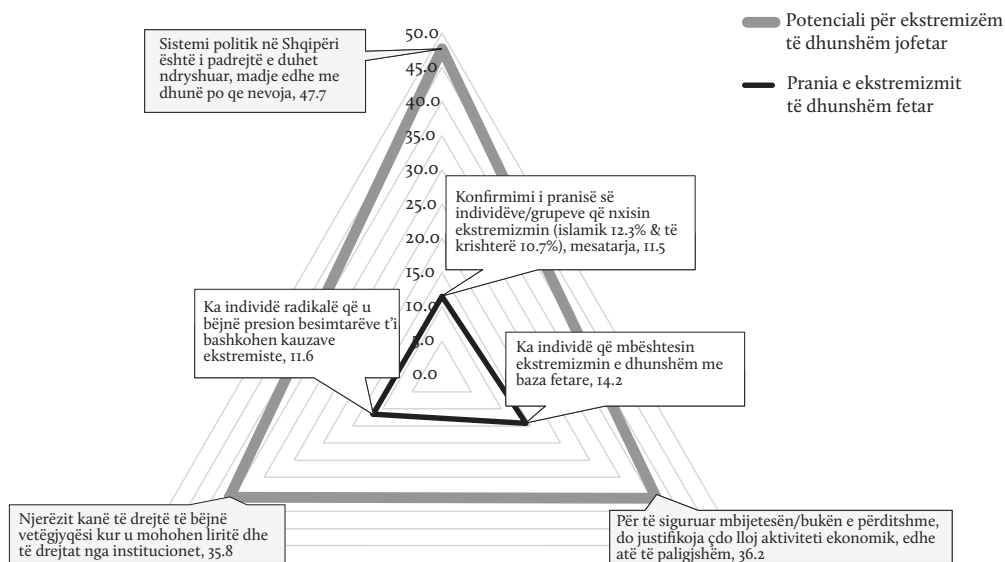 Potenciali për ekstremizëm
të dhunshëm jofetar
Prania e ekstremizmit
të dhunshëm fetar
Sistemi politik në Shqipëri
është i padrejtë e duhet
ndryshuar, madje edhe me
dhunë po qe nevoja, 47.7
50.0
45.0
40.0
35.0
30.0
25.0
20.0
15.0
10.0
5.0
0.0
Konfirmimi i pranisë së
individëve/grupeve që nxisin
ekstremizmin (islamik 12.3% & të
krishterë 10.7%), mesatarja, 11.5
Ka individë radikalë që u
bëjnë presion besimtarëve t'i
bashkohen kauzave
ekstremiste, 11.6
Ka individë që mbështesin
ekstremizmin e dhunshëm me
baza fetare, 14.2
Njerëzit kanë të drejtë të bëjnë
vetëgjyqësi kur u mohohen liritë dhe
të drejtat nga institucionet, 35.8
Për të siguruar mbijetesën/bukën e përditshme,
do justifikoja çdo lloj aktiviteti ekonomik, edhe
atë të paligjshëm, 36.2